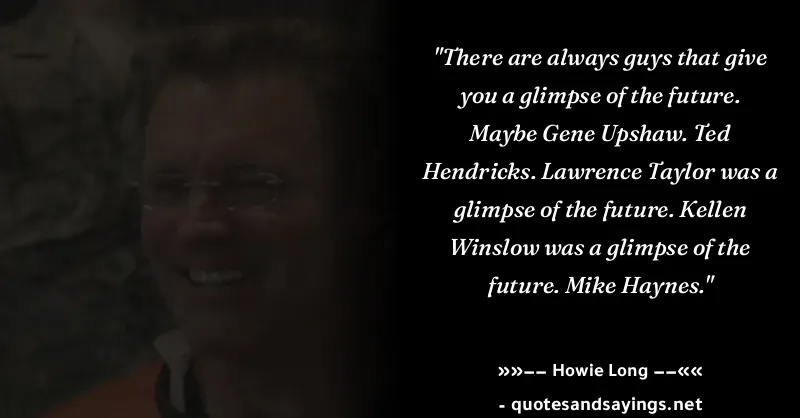 "There are always guys that give
you a glimpse of the future.
Maybe Gene Upshaw. Ted
Hendricks. Lawrence Taylor was a
glimpse of the future. Kellen
Winslow was a glimpse of the
future. Mike Haynes."
»»−− Howie Long −−««
- quotesandsayings.net